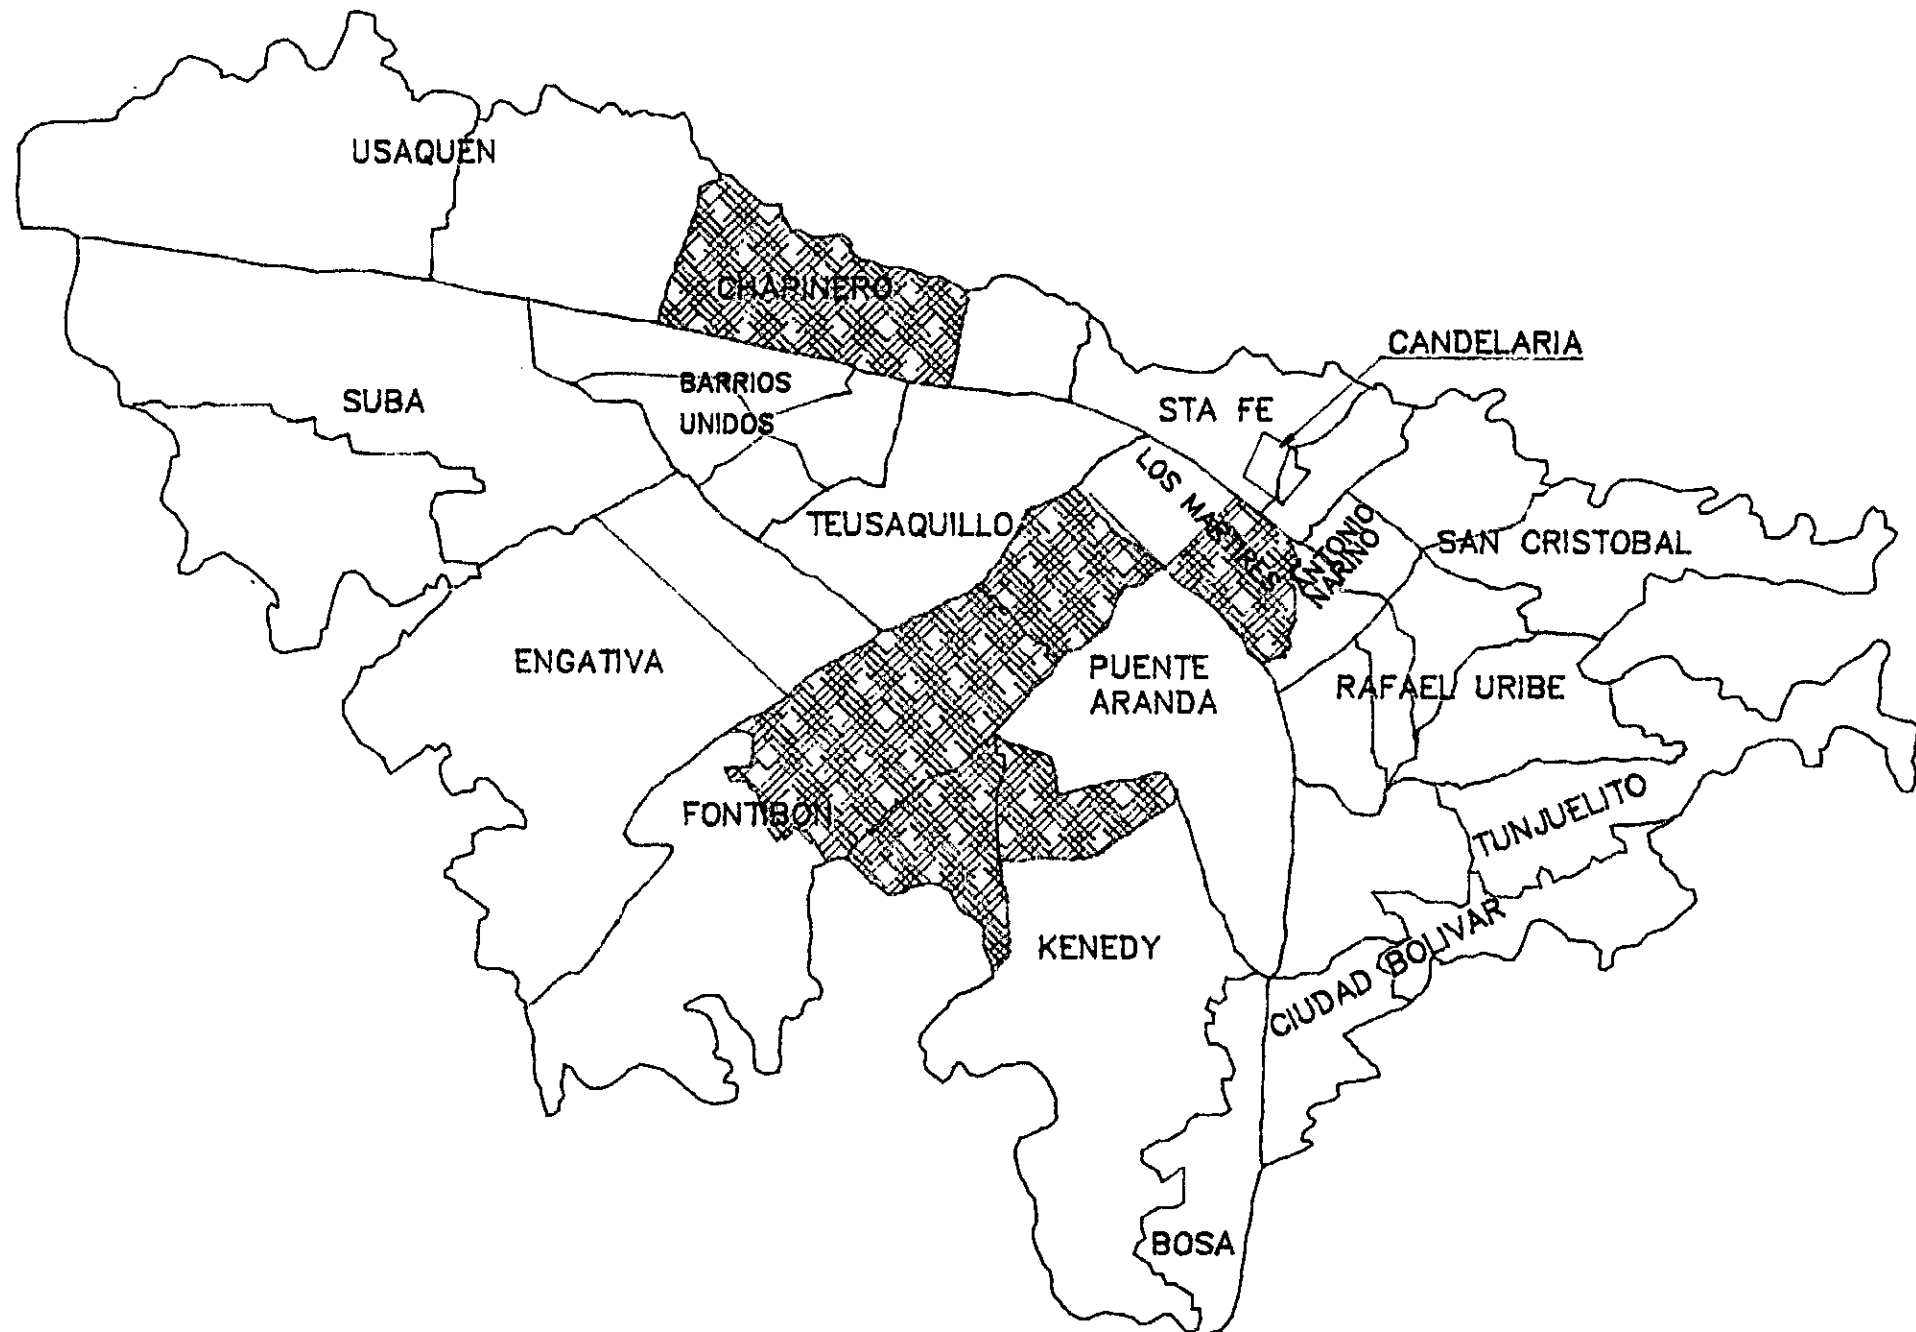 USAQUEN
CHAPINERO
CANDELARIA
BARRIOS
UNIDOS
SUBA
STA FE
LOS MARTIRES
TEUSAQUILLO
ANTONIO
NARINO
SAN CRISTOBAL
ENGATIVA
PUENTE
ARANDA
RAFAEL URIBE
FONTIBON
TUNJUELITO
KENEDY
CIUDAD BOLIVAR
BOSA